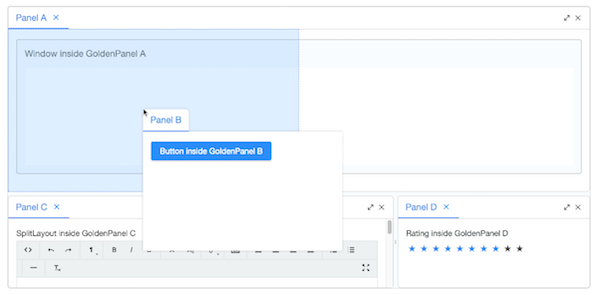 Panel A
Window inside GoldenPanel A
Panel B
Button inside GoldenPanel B
Panel C
Panel D
SplitLayout inside GoldenPanel C
Rating inside GoldenPanel D
B I